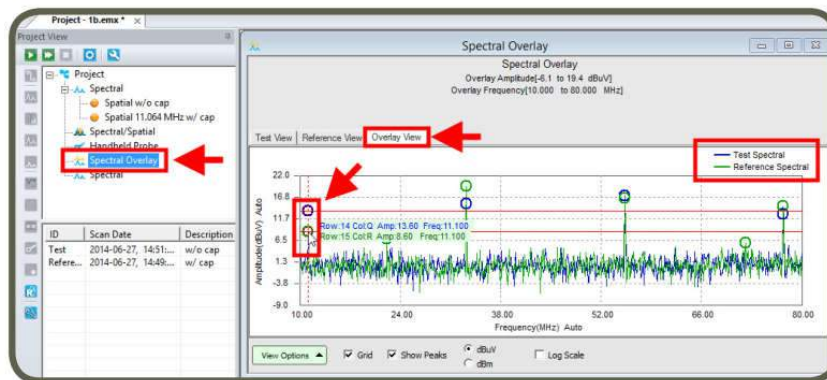 Project - 1b.emx *
Project View
Project
Spectral
Spatial w/o cap
Spatial 11.064 MHz w/ cap
Spectral/Spatial
Handheld Probe
Spectral Overlay
Spectral
ID Scan Date Description
Test 2014-06-27, 14:51:... w/o cap
Refere... 2014-06-27, 14:49:... w/ cap
Spectral Overlay
Spectral Overlay
Overlay Amplitude[-6.1 to 19.4 dBuV]
Overlay Frequency[10.000 to 80.000 MHz]
Test View Reference View Overlay View
Test Spectral
Reference Spectral
Amplitude(dBuV) Auto
22.0
16.8
11.7
6.5
1.3
-3.8
-9.0
Row:14 Col:Q Amp:13.60 Freq:11.100
Row:15 Col:R Amp:8.60 Freq:11.100
10.00 24.00 38.00 52.00 66.00 80.00
Frequency(MHz) Auto
View Options Grid Show Peaks dBuV Log Scale
dBm